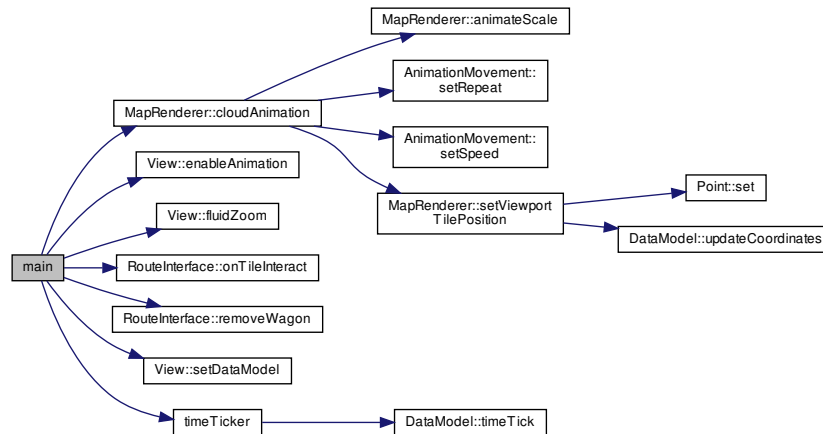 MapRenderer::animateScale
AnimationMovement::
setRepeat
MapRenderer::cloudAnimation
AnimationMovement::
setSpeed
View::enableAnimation
Point::set
MapRenderer::setViewport
TilePosition
View::fluidZoom
DataModel::updateCoordinates
main
RouteInterface::onTileInteract
RouteInterface::removeWagon
View::setDataModel
timeTicker
DataModel::timeTick